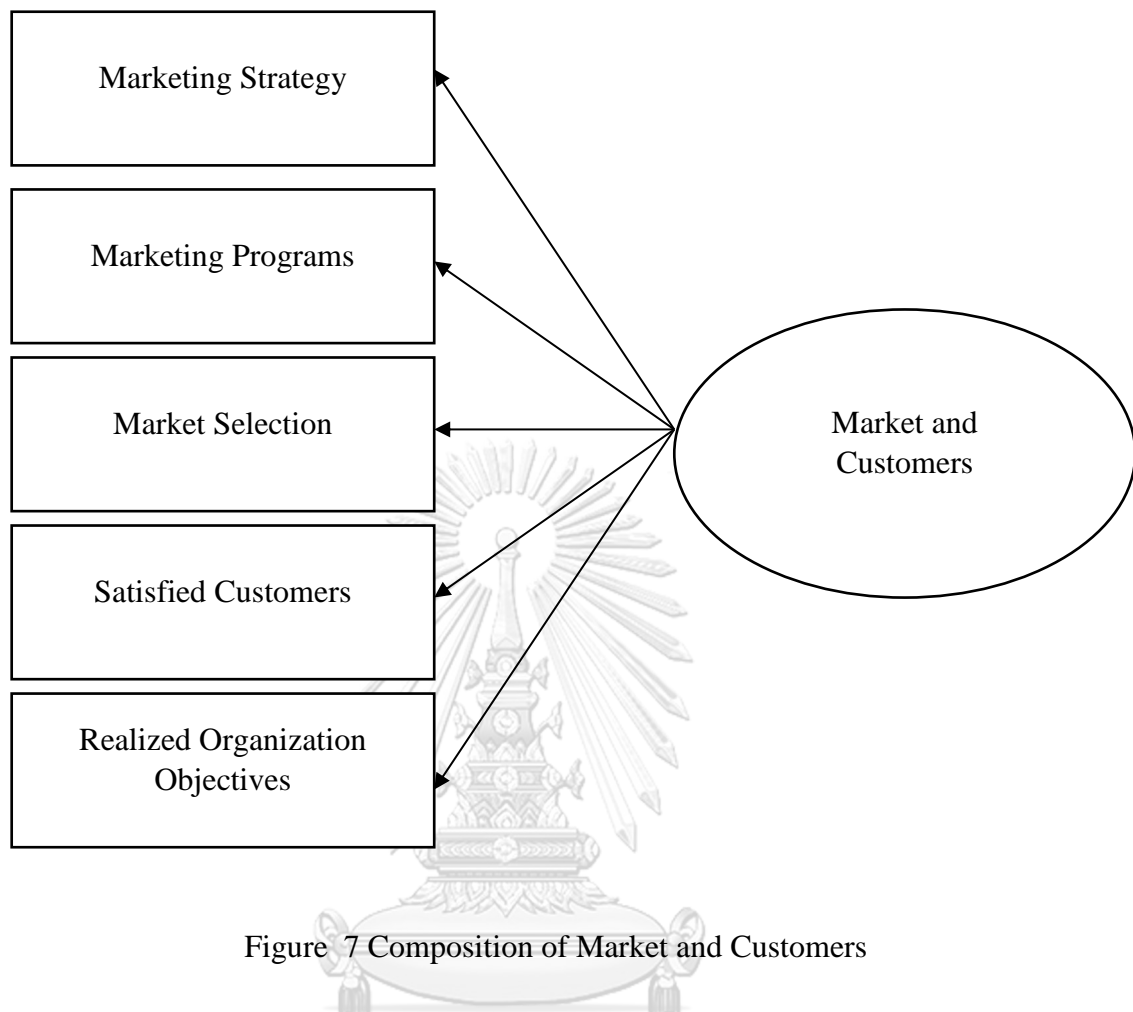 Marketing Strategy
Marketing Programs
Market Selection
Satisfied Customers
Realized Organization
Objectives
Market and
Customers
Figure 7 Composition of Market and Customers